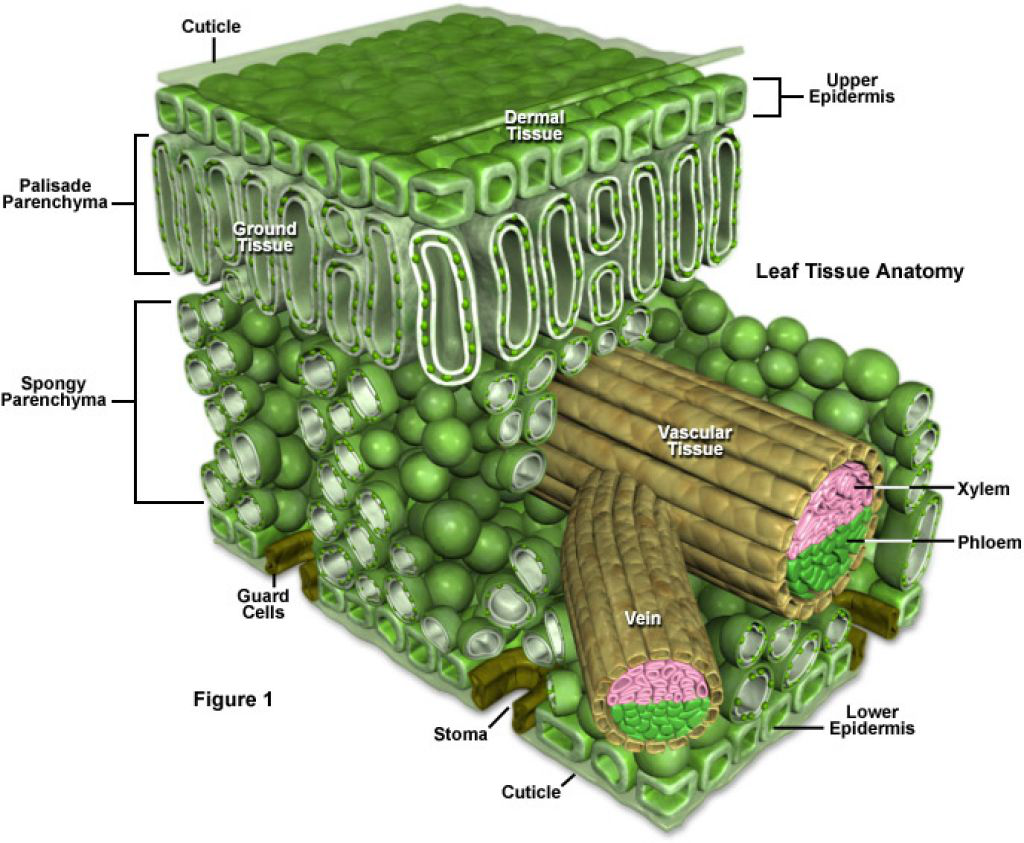 Cuticle
Upper
Epidermis
Dermal
Tissue
Palisade
Parenchyma
Ground
Tissue
Leaf Tissue Anatomy
Spongy
Parenchyma
Vascular
Tissue
Xylem
Phloem
Guard
Cells
Vein
Figure 1
Stoma
Lower
Epidermis
Cuticle